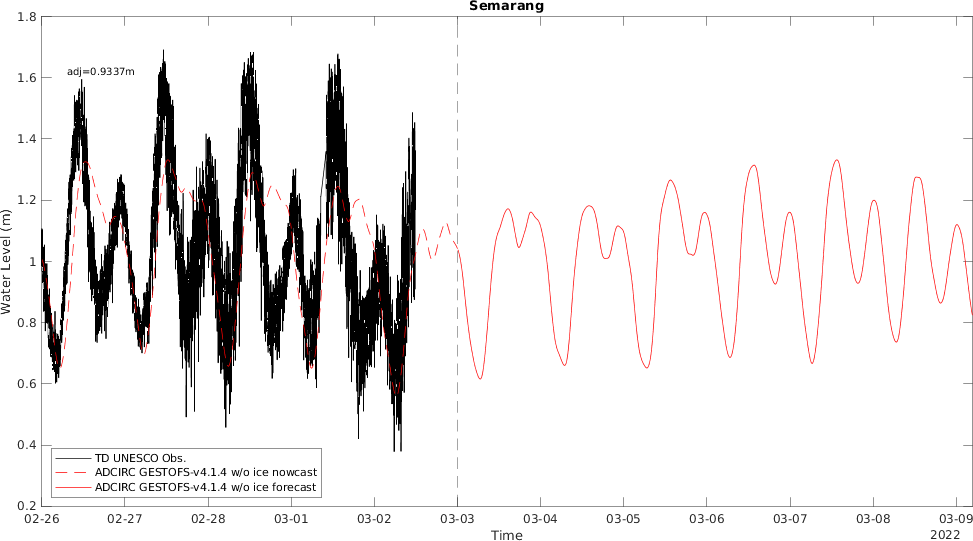 Semarang
1.8
1.6
1.4
1.2
1
0.8
0.6
0.4
0.2
Water Level (m)
adj=0.9337m
TD UNESCO Obs.
ADCIRC GESTOFS-v4.1.4 w/o ice nowcast
ADCIRC GESTOFS-v4.1.4 w/o ice forecast
02-26 02-27 02-28 03-01 03-02 03-03 03-04 03-05 03-06 03-07 03-08 03-09
Time
2022